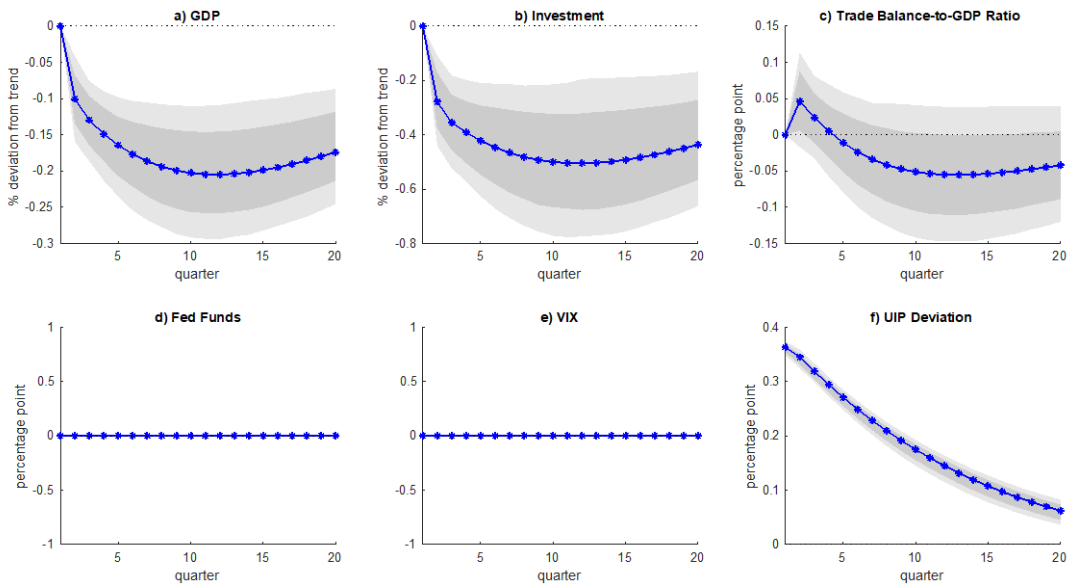 a) GDP
% deviation from trend
0
-0.05
-0.1
-0.15
-0.2
-0.25
-0.3
5 10 15 20
quarter
b) Investment
% deviation from trend
0
-0.2
-0.4
-0.6
-0.8
5 10 15 20
quarter
c) Trade Balance-to-GDP Ratio
percentage point
0.15
0.1
0.05
0
-0.05
-0.1
-0.15
5 10 15 20
quarter
d) Fed Funds
percentage point
1
0.5
0
-0.5
-1
5 10 15 20
quarter
e) VIX
percentage point
1
0.5
0
-0.5
-1
5 10 15 20
quarter
f) UIP Deviation
percentage point
0.4
0.3
0.2
0.1
0
5 10 15 20
quarter